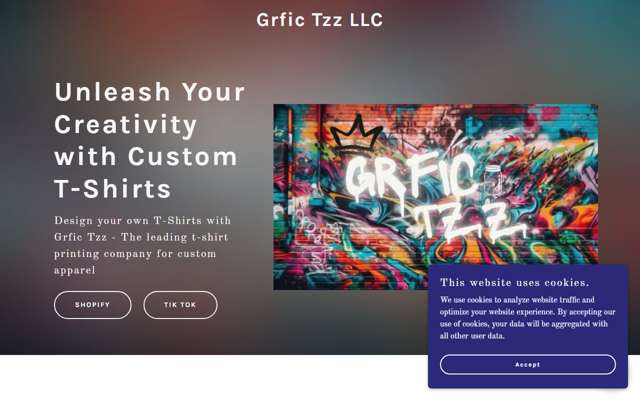 Grfic Tzz LLC
Unleash Your
Creativity
with Custom
T-Shirts
Design your own T-Shirts with
Grfic Tzz - The leading t-shirt
printing company for custom
apparel
SHOPIFY
TIK TOK
GRFIC
TZZ
This website uses cookies.
We use cookies to analyze website traffic and
optimize your website experience. By accepting our
use of cookies, your data will be aggregated with
all other user data.
Accept